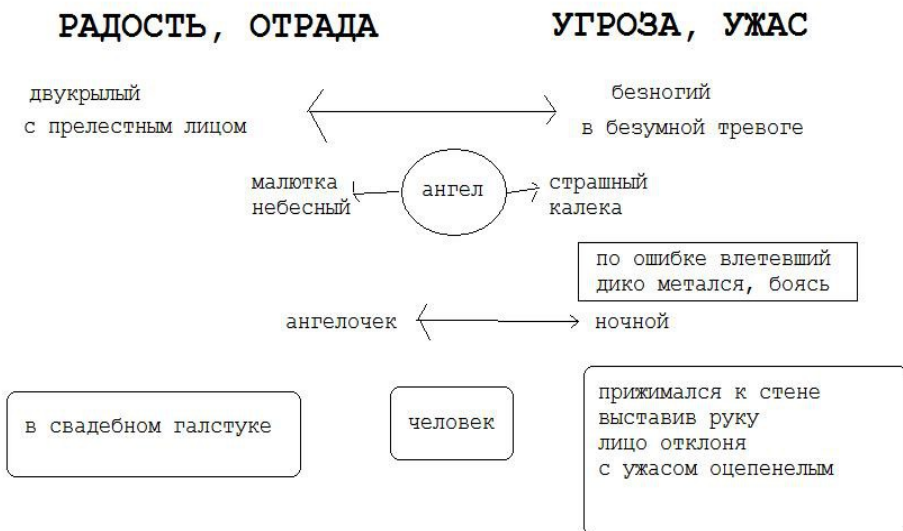 РАДОСТЬ, ОТРАДА
УГРОЗА, УЖАС
двукрылый
с прелестным лицом
безногий
в безумной тревоге
малютка
небесный
ангел
страшный
калека
по ошибке влетевший
дико метался, боясь
ангелочек
ночной
в свадебном галстуке
человек
прижимался к стене
выставив руку
лицо отклоня
с ужасом оцепенелым